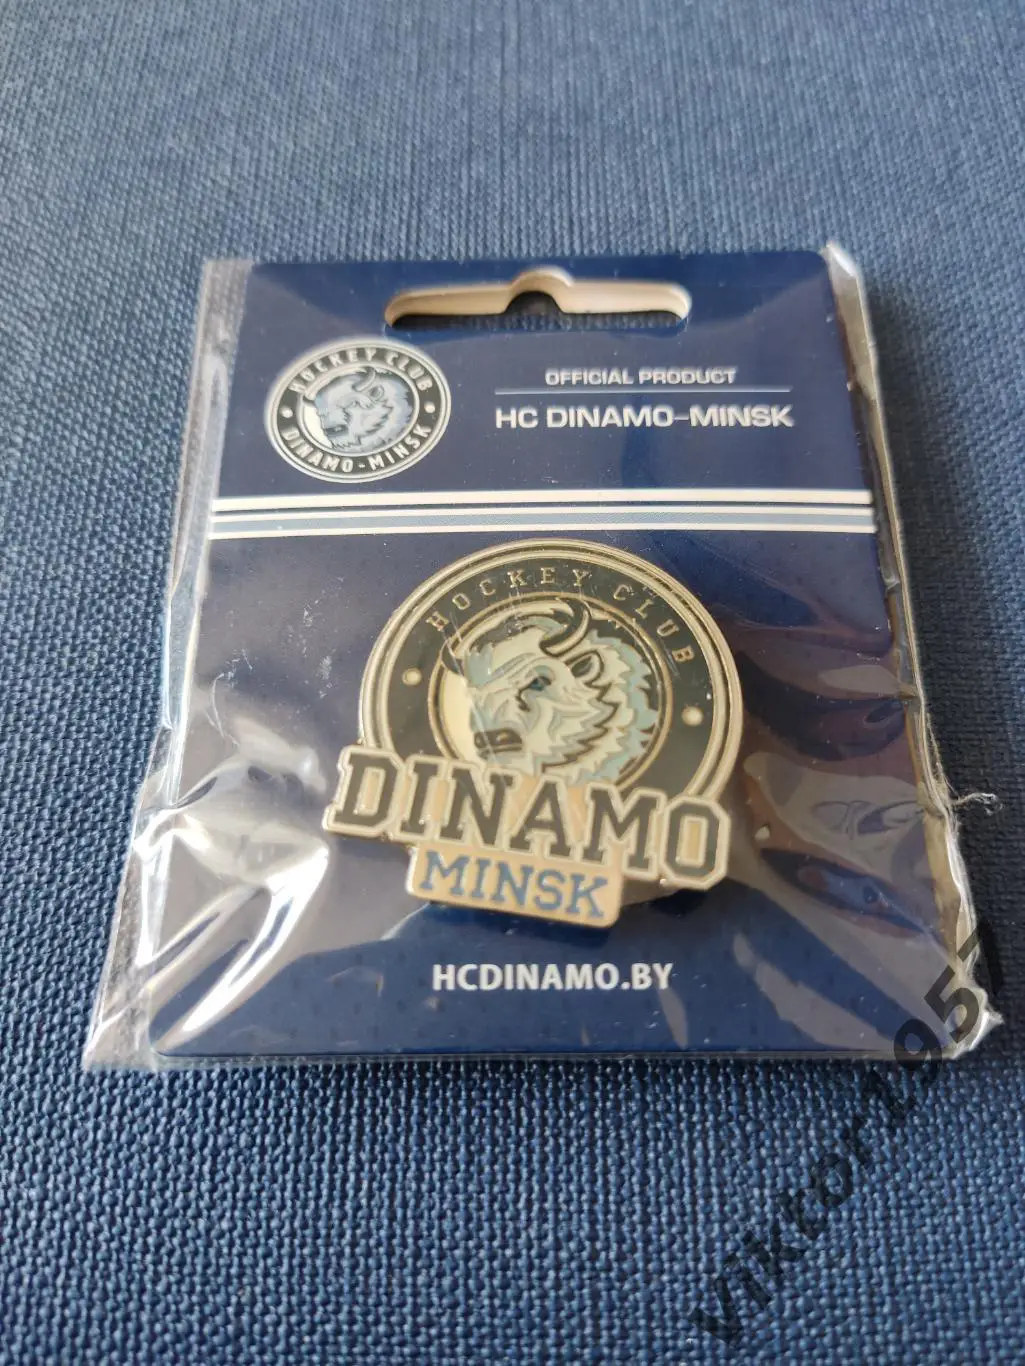 HOCKEY CLUB
DINAMO-MINSK
OFFICIAL PRODUCT
HC DINAMO-MINSK
HOCKEY CLUB
DINAMO
MINSK
HCDINAMO.BY
viktor1957